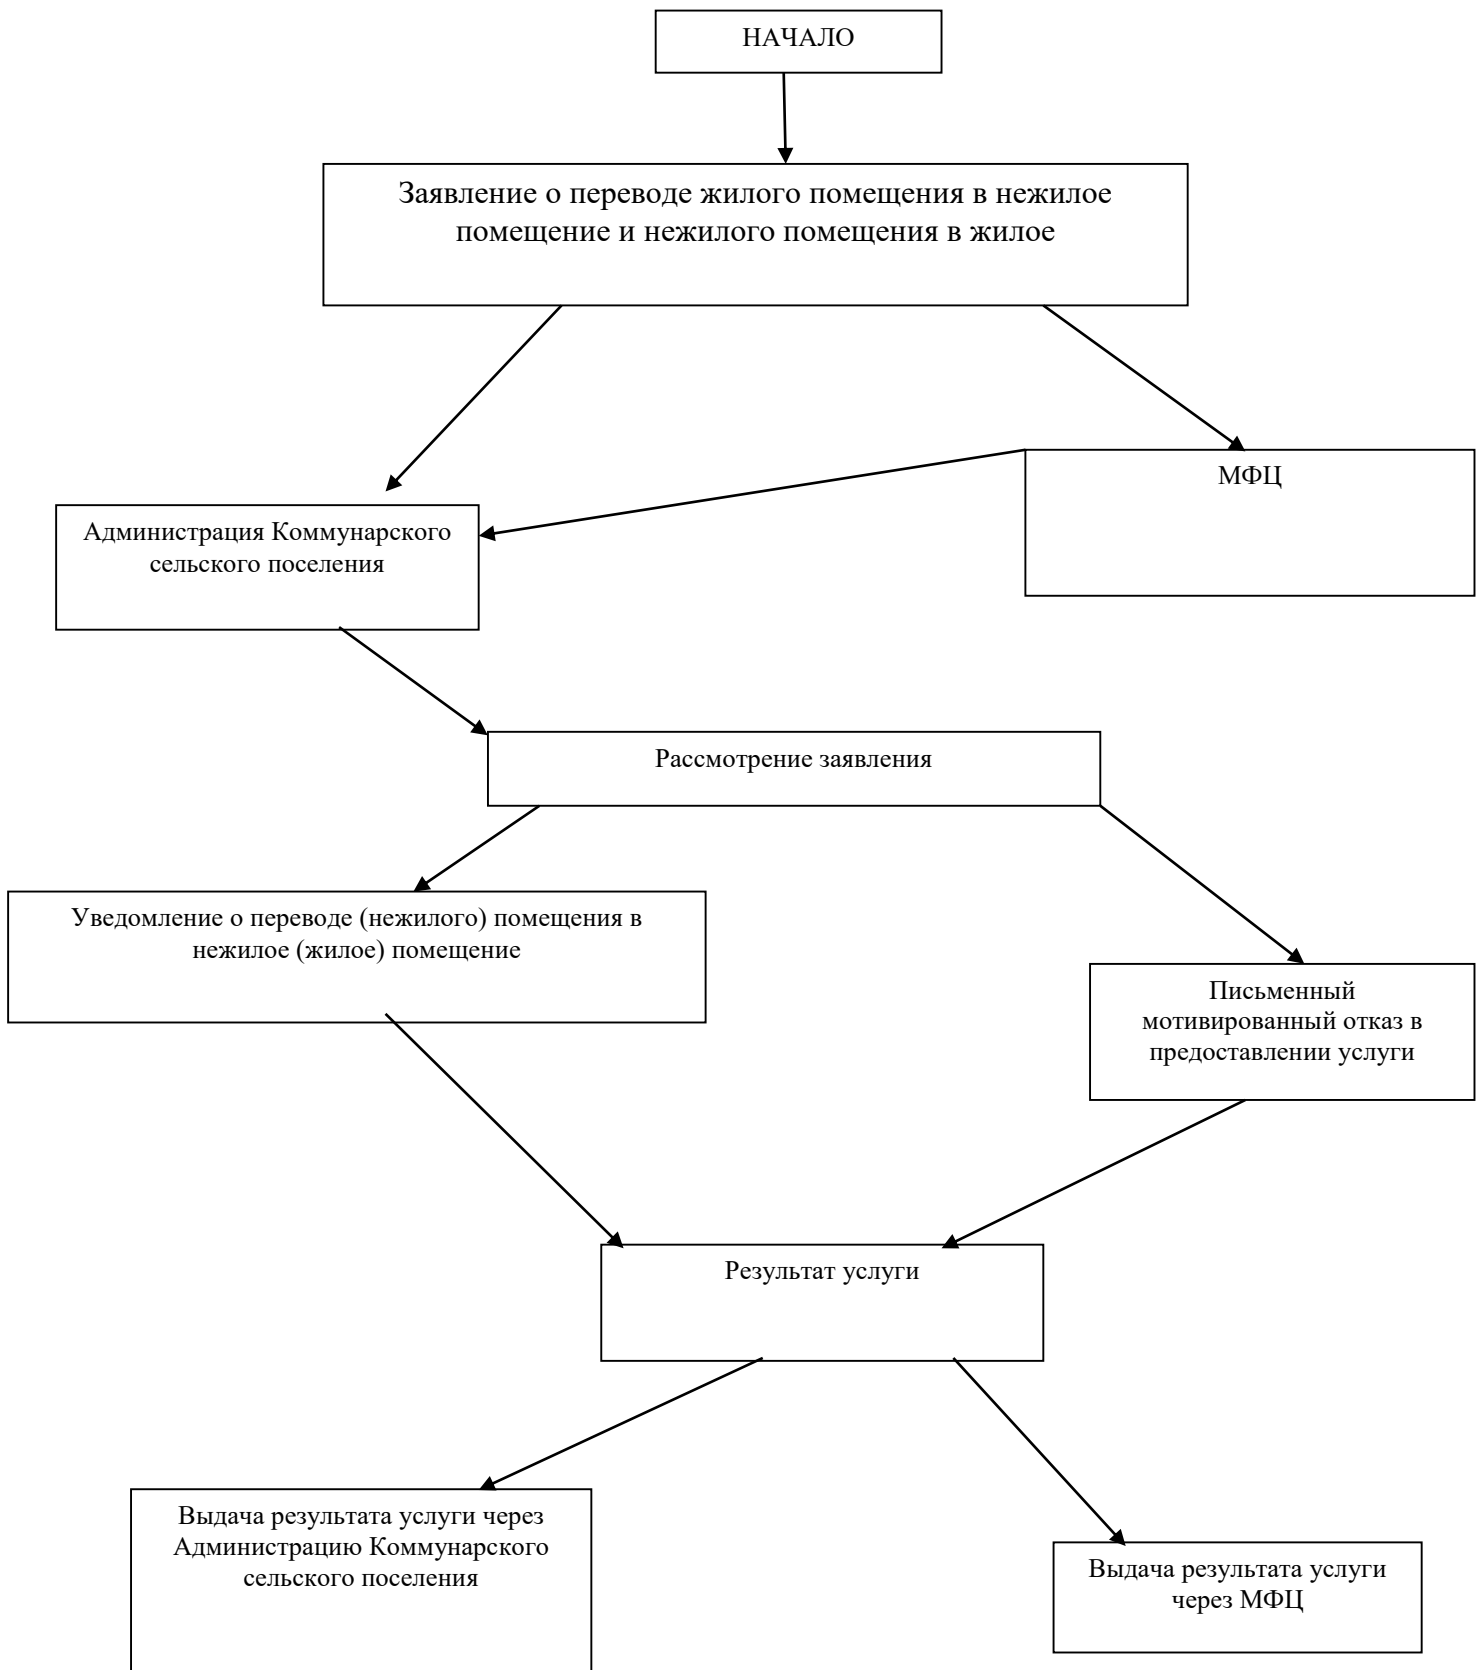 НАЧАЛО
Заявление о переводе жилого помещения в нежилое
помещение и нежилого помещения в жилое
МФЦ
Администрация Коммунарского
сельского поселения
Рассмотрение заявления
Уведомление о переводе (нежилого) помещения в
нежилое (жилое) помещение
Письменный
мотивированный отказ в
предоставлении услуги
Результат услуги
Выдача результата услуги через
Администрацию Коммунарского
сельского поселения
Выдача результата услуги
через МФЦ